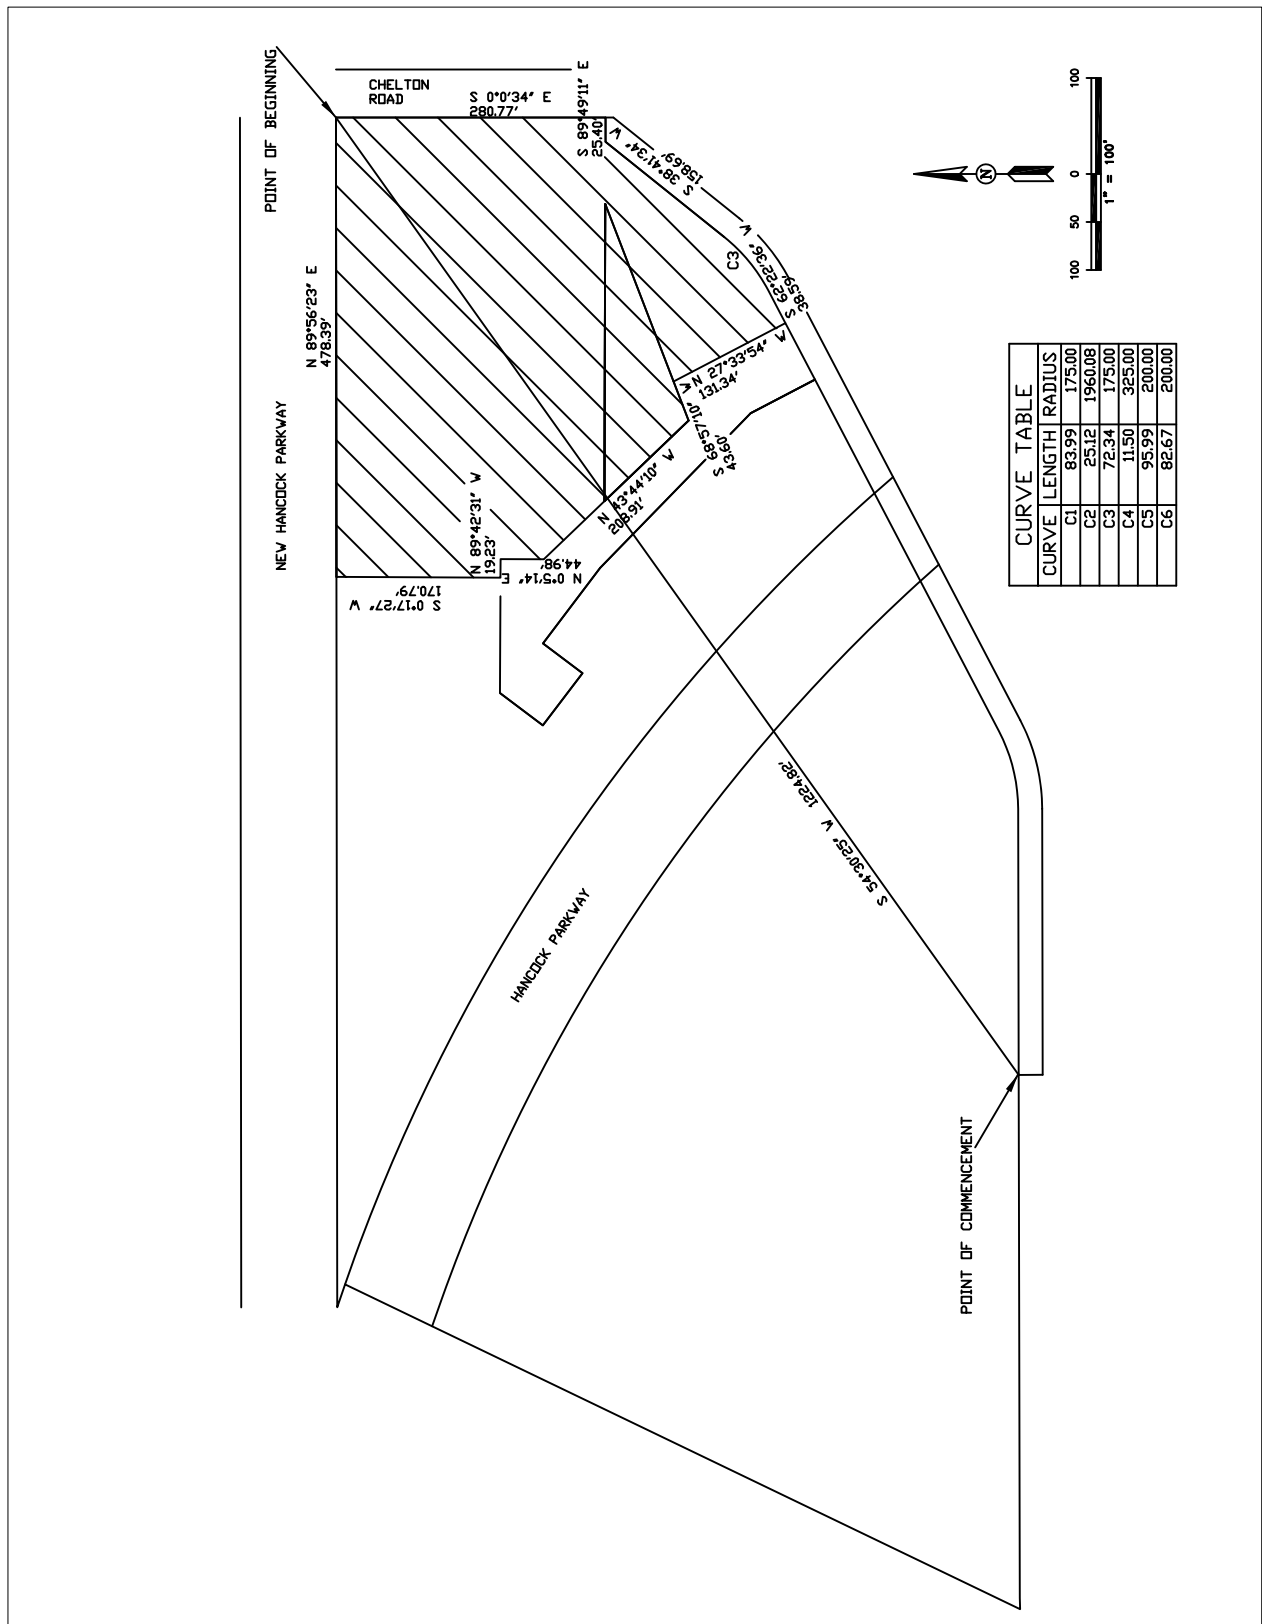 POINT OF BEGINNING
CHELTON
ROAD
S 0°0'34" E
280.77'
S 89°49'11" E
25.40'
S 38°41'34" W
158.69'
N 89°56'23" E
478.39'
NEW HANCOCK PARKWAY
C3
S 62°22'36" W
38.59'
N 27°33'54" W
131.34'
S 68°57'10" W
43.60'
N 43°44'10" W
208.91'
N 0°5'14" E
44.98'
N 89°42'31" W
19.23'
S 0°17'27" W
170.79'
S 54°30'25" W 1224.82'
HANCOCK PARKWAY
POINT OF COMMENCEMENT
N
100 50 0 100
1" = 100'
CURVE TABLE
CURVE LENGTH RADIUS
C1 83.99 175.00
C2 25.12 1960.08
C3 72.34 175.00
C4 11.50 325.00
C5 95.99 200.00
C6 82.67 200.00